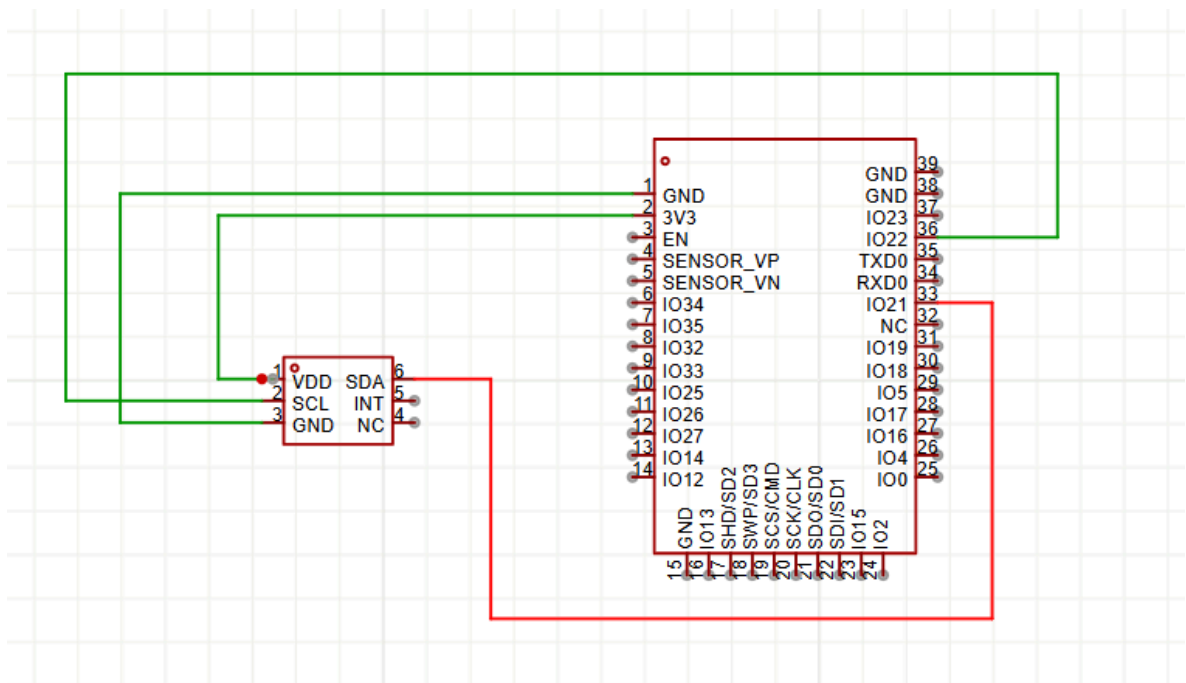 1 GND
2 3V3
3 EN
4 SENSOR_VP
5 SENSOR_VN
6 IO34
7 IO35
8 IO32
9 IO33
10 IO25
11 IO26
12 IO27
13 IO14
14 IO12
GND 39
GND 38
IO23 37
IO22 36
TXD0 35
RXD0 34
IO21 33
NC 32
IO19 31
IO18 30
IO5 29
IO17 28
IO16 27
IO4 26
IO0 25
15 GND
16 IO13
17 SHD/SD2
18 SWP/SD3
19 SCS/CMD
20 SCK/CLK
21 SDO/SD0
22 SDI/SD1
23 IO15
24 IO2
1 VDD SDA 6
2 SCL INT 5
3 GND NC 4